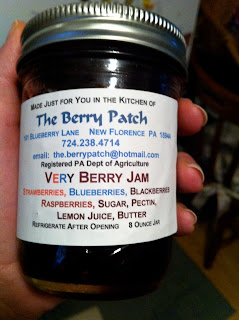 MADE JUST FOR YOU IN THE KITCHEN OF
The Berry Patch
101 BLUEBERRY LANE NEW FLORENCE PA 15944
724.238.4714
email: the.berrypatch@hotmail.com
Registered PA Dept of Agriculture
VERY BERRY JAM
STRAWBERRIES, BLUEBERRIES, BLACKBERRIES
RASPBERRIES, SUGAR, PECTIN,
LEMON JUICE, BUTTER
REFRIGERATE AFTER OPENING 8 OUNCE JAR